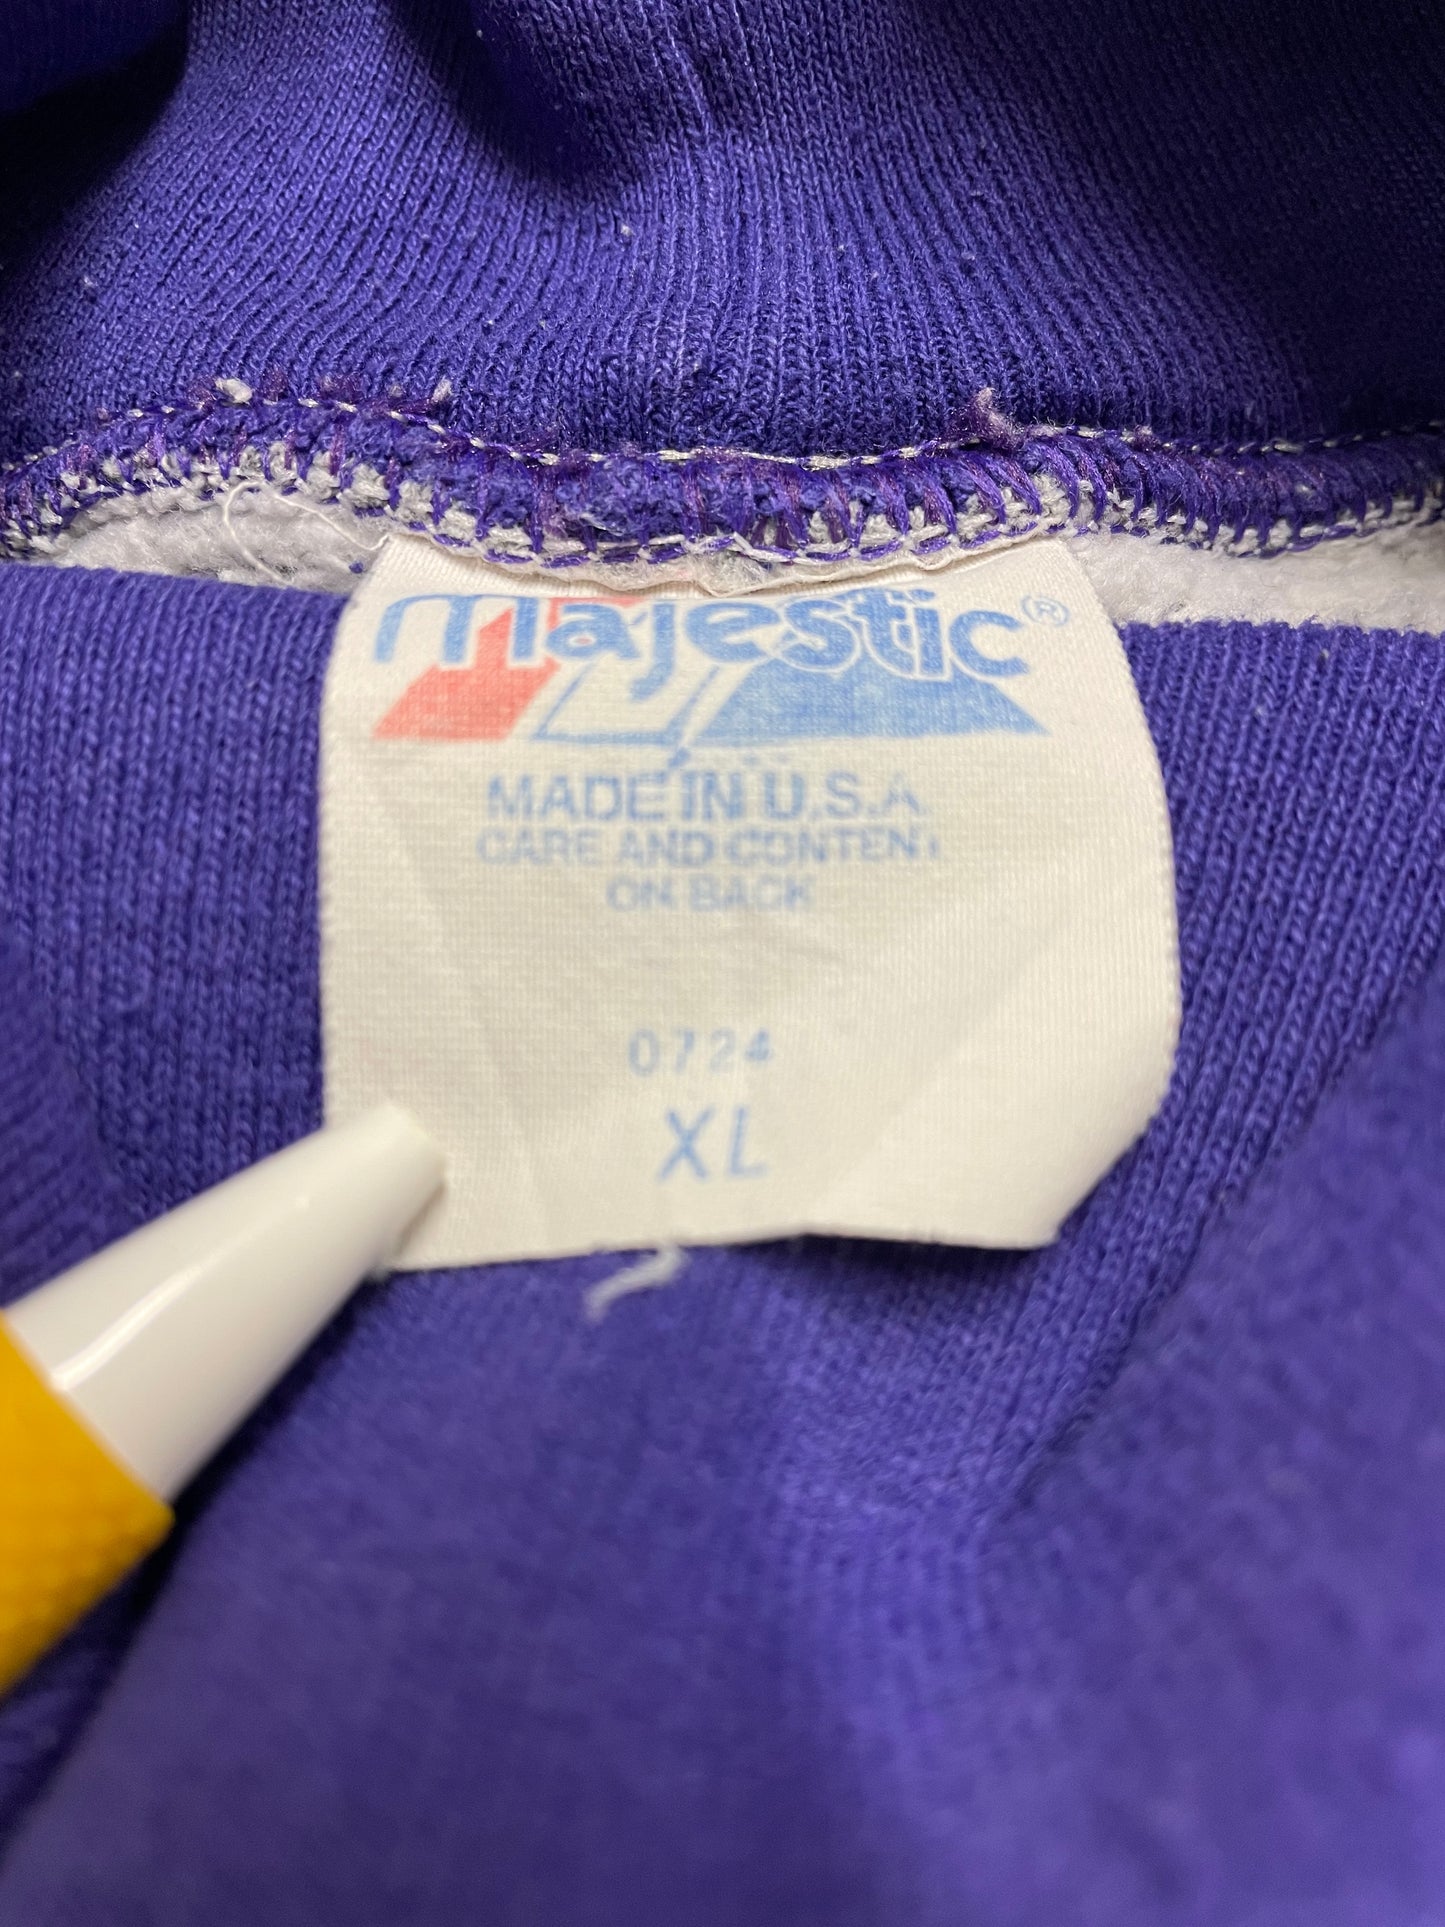 majestic®
MADE IN U.S.A.
CARE AND CONTENT
ON BACK
0724
XL